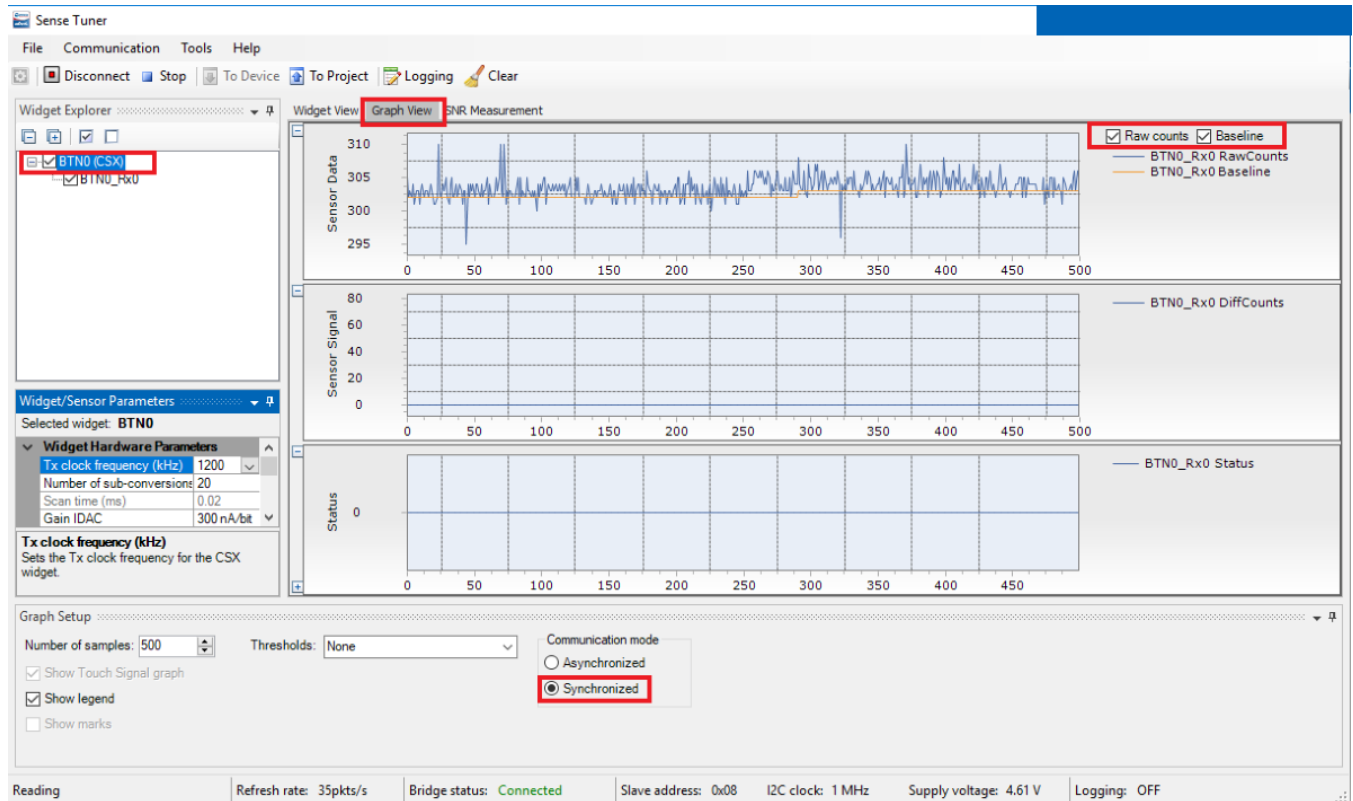 Sense Tuner
File Communication Tools Help
Disconnect Stop To Device To Project Logging Clear
Widget Explorer
BTN0 (CSX)
BTN0_Rx0
Widget/Sensor Parameters
Selected widget: BTN0
Widget Hardware Parameters
Tx clock frequency (kHz) 1200
Number of sub-conversions 20
Scan time (ms) 0.02
Gain IDAC 300 nA/bit
Tx clock frequency (kHz)
Sets the Tx clock frequency for the CSX
widget.
Widget View Graph View SNR Measurement
Raw counts Baseline
BTN0_Rx0 RawCounts
BTN0_Rx0 Baseline
Sensor Data
310
305
300
295
0 50 100 150 200 250 300 350 400 450 500
BTN0_Rx0 DiffCounts
Sensor Signal
80
60
40
20
0
0 50 100 150 200 250 300 350 400 450 500
BTN0_Rx0 Status
Status
0
0 50 100 150 200 250 300 350 400 450
Graph Setup
Number of samples: 500 Thresholds: None
Show Touch Signal graph
Show legend
Show marks
Communication mode
Asynchronized
Synchronized
Reading Refresh rate: 35pkts/s Bridge status: Connected Slave address: 0x08 I2C clock: 1 MHz Supply voltage: 4.61 V Logging: OFF